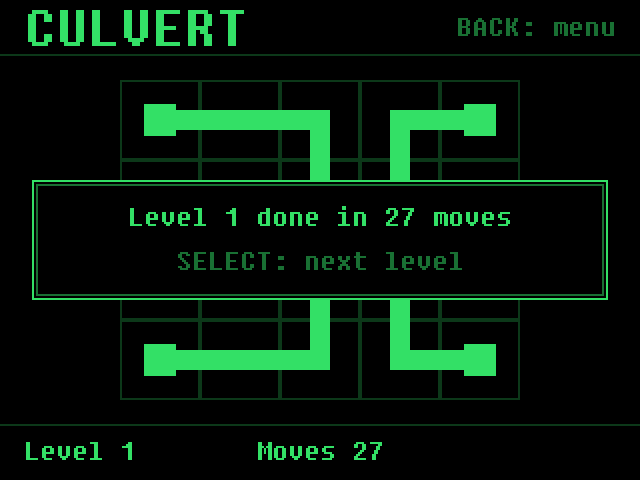 CULVERT
BACK: menu
Level 1 done in 27 moves
SELECT: next level
Level 1
Moves 27